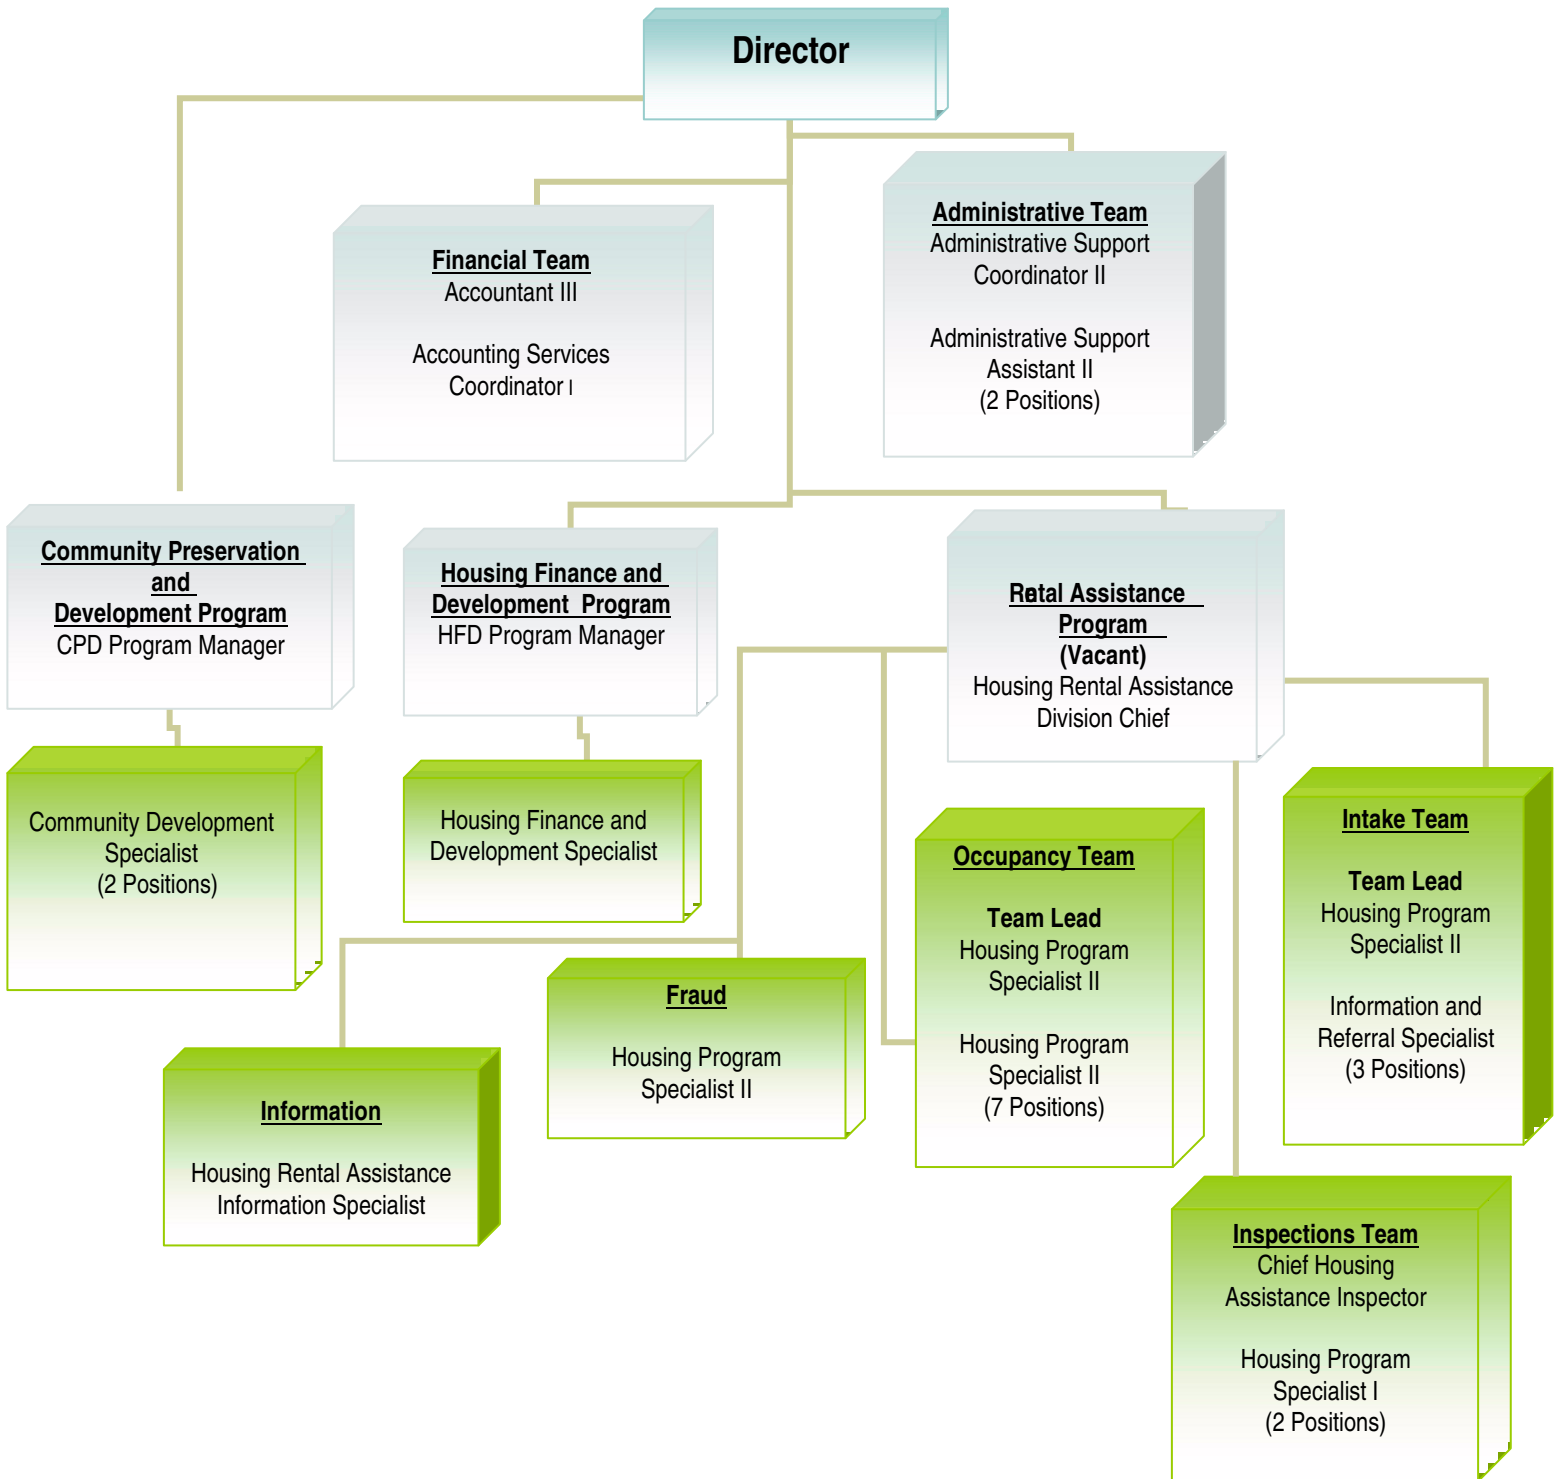 Director
Administrative Team
Administrative Support
Coordinator II
Administrative Support
Assistant II
(2 Positions)
Financial Team
Accountant III
Accounting Services
Coordinator I
Community Preservation
and
Development Program
CPD Program Manager
Housing Finance and
Development Program
HFD Program Manager
Rental Assistance
Program
(Vacant)
Housing Rental Assistance
Division Chief
Community Development
Specialist
(2 Positions)
Housing Finance and
Development Specialist
Occupancy Team
Team Lead
Housing Program
Specialist II
Housing Program
Specialist II
(7 Positions)
Intake Team
Team Lead
Housing Program
Specialist II
Information and
Referral Specialist
(3 Positions)
Fraud
Housing Program
Specialist II
Information
Housing Rental Assistance
Information Specialist
Inspections Team
Chief Housing
Assistance Inspector
Housing Program
Specialist I
(2 Positions)